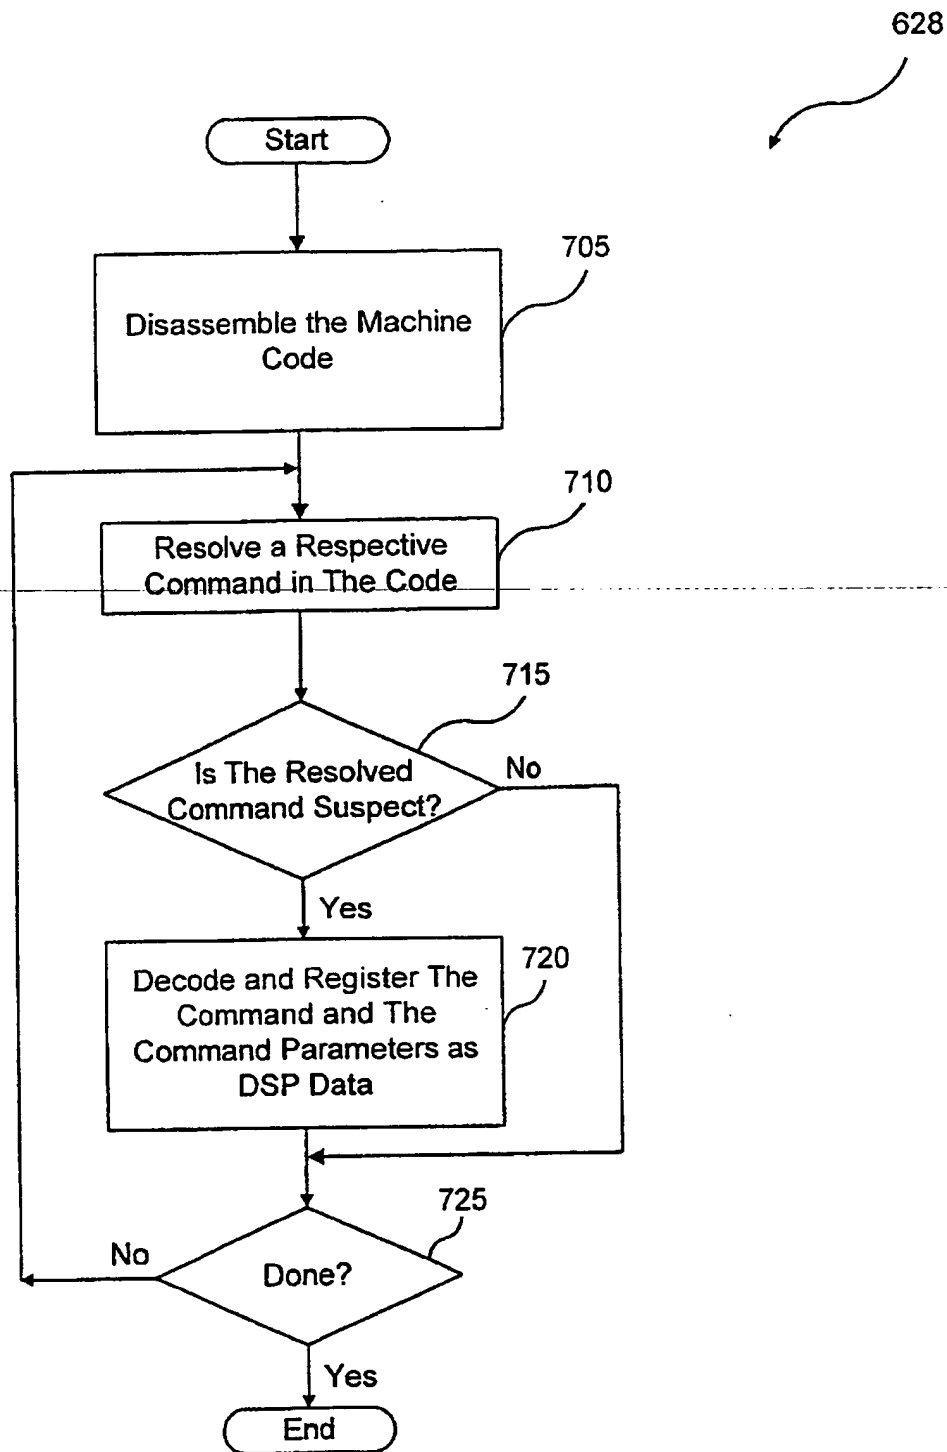 628
Start
705
Disassemble the Machine
Code
710
Resolve a Respective
Command in The Code
715
Is The Resolved
Command Suspect?
No
Yes
720
Decode and Register The
Command and The
Command Parameters as
DSP Data
725
No
Done?
Yes
End